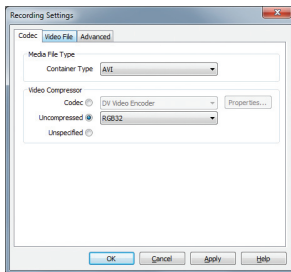 Recording Settings
Codec Video File Advanced
Media File Type
Container Type AVI
Video Compressor
Codec DV Video Encoder Properties...
Uncompressed RGB32
Unspecified
OK Cancel Apply Help